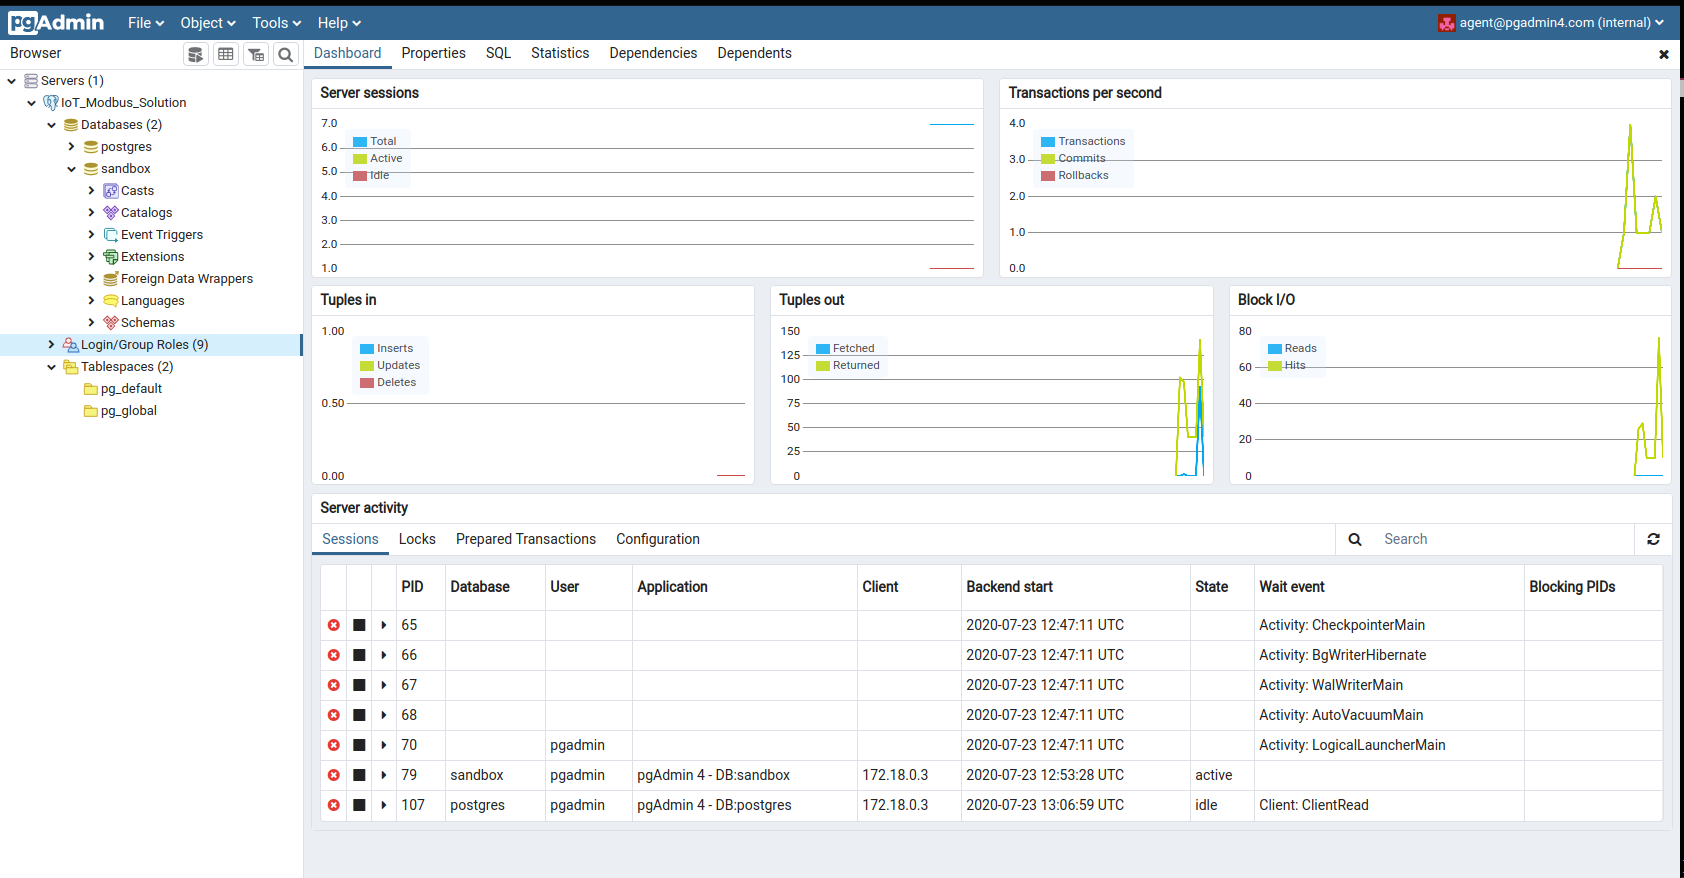 pgAdmin File Object Tools Help agent@pgadmin4.com (internal)
Browser
Dashboard Properties SQL Statistics Dependencies Dependents
Servers (1)
IoT_Modbus_Solution
Databases (2)
postgres
sandbox
Casts
Catalogs
Event Triggers
Extensions
Foreign Data Wrappers
Languages
Schemas
Login/Group Roles (9)
Tablespaces (2)
pg_default
pg_global
Server sessions
7.0
6.0
5.0
4.0
3.0
2.0
1.0
Total
Active
Idle
Transactions per second
4.0
3.0
2.0
1.0
0.0
Transactions
Commits
Rollbacks
Tuples in
1.00
0.50
0.00
Inserts
Updates
Deletes
Tuples out
150
125
100
75
50
25
0
Fetched
Returned
Block I/O
80
60
40
20
0
Reads
Hits
Server activity
Sessions Locks Prepared Transactions Configuration Search
PID Database User Application Client Backend start State Wait event Blocking PIDs
65 2020-07-23 12:47:11 UTC Activity: CheckpointerMain
66 2020-07-23 12:47:11 UTC Activity: BgWriterHibernate
67 2020-07-23 12:47:11 UTC Activity: WalWriterMain
68 2020-07-23 12:47:11 UTC Activity: AutoVacuumMain
70 pgadmin 2020-07-23 12:47:11 UTC Activity: LogicalLauncherMain
79 sandbox pgadmin pgAdmin 4 - DB:sandbox 172.18.0.3 2020-07-23 12:53:28 UTC active
107 postgres pgadmin pgAdmin 4 - DB:postgres 172.18.0.3 2020-07-23 13:06:59 UTC idle Client: ClientRead